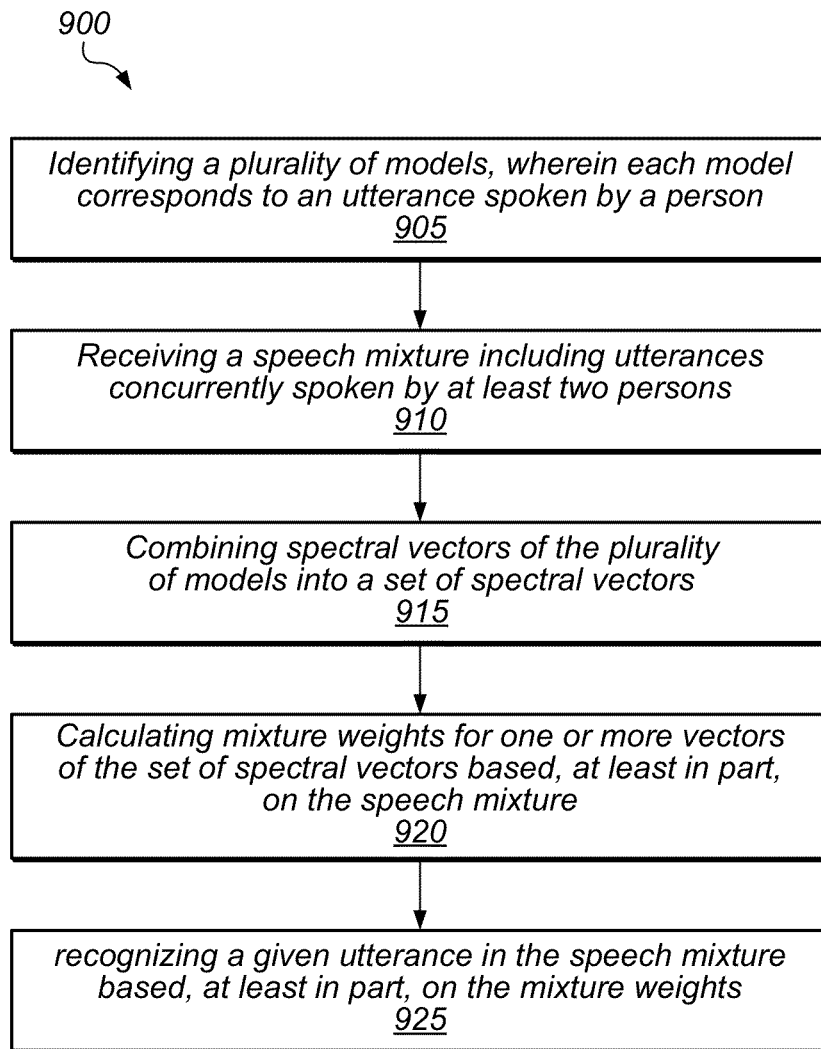 900
Identifying a plurality of models, wherein each model
corresponds to an utterance spoken by a person
905
Receiving a speech mixture including utterances
concurrently spoken by at least two persons
910
Combining spectral vectors of the plurality
of models into a set of spectral vectors
915
Calculating mixture weights for one or more vectors
of the set of spectral vectors based, at least in part,
on the speech mixture
920
recognizing a given utterance in the speech mixture
based, at least in part, on the mixture weights
925